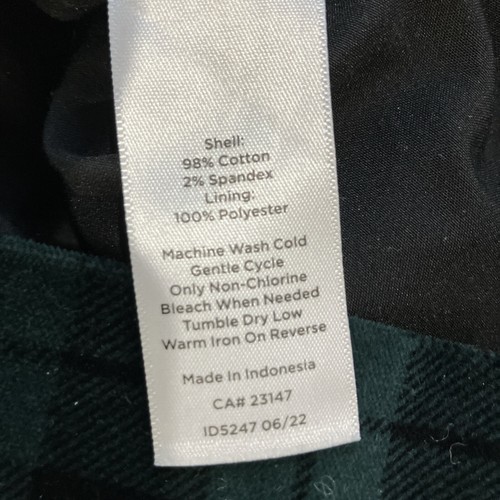 Shell:
98% Cotton
2% Spandex
Lining:
100% Polyester
Machine Wash Cold
Gentle Cycle
Only Non-Chlorine
Bleach When Needed
Tumble Dry Low
Warm Iron On Reverse
Made In Indonesia
CA# 23147
ID5247 06/22